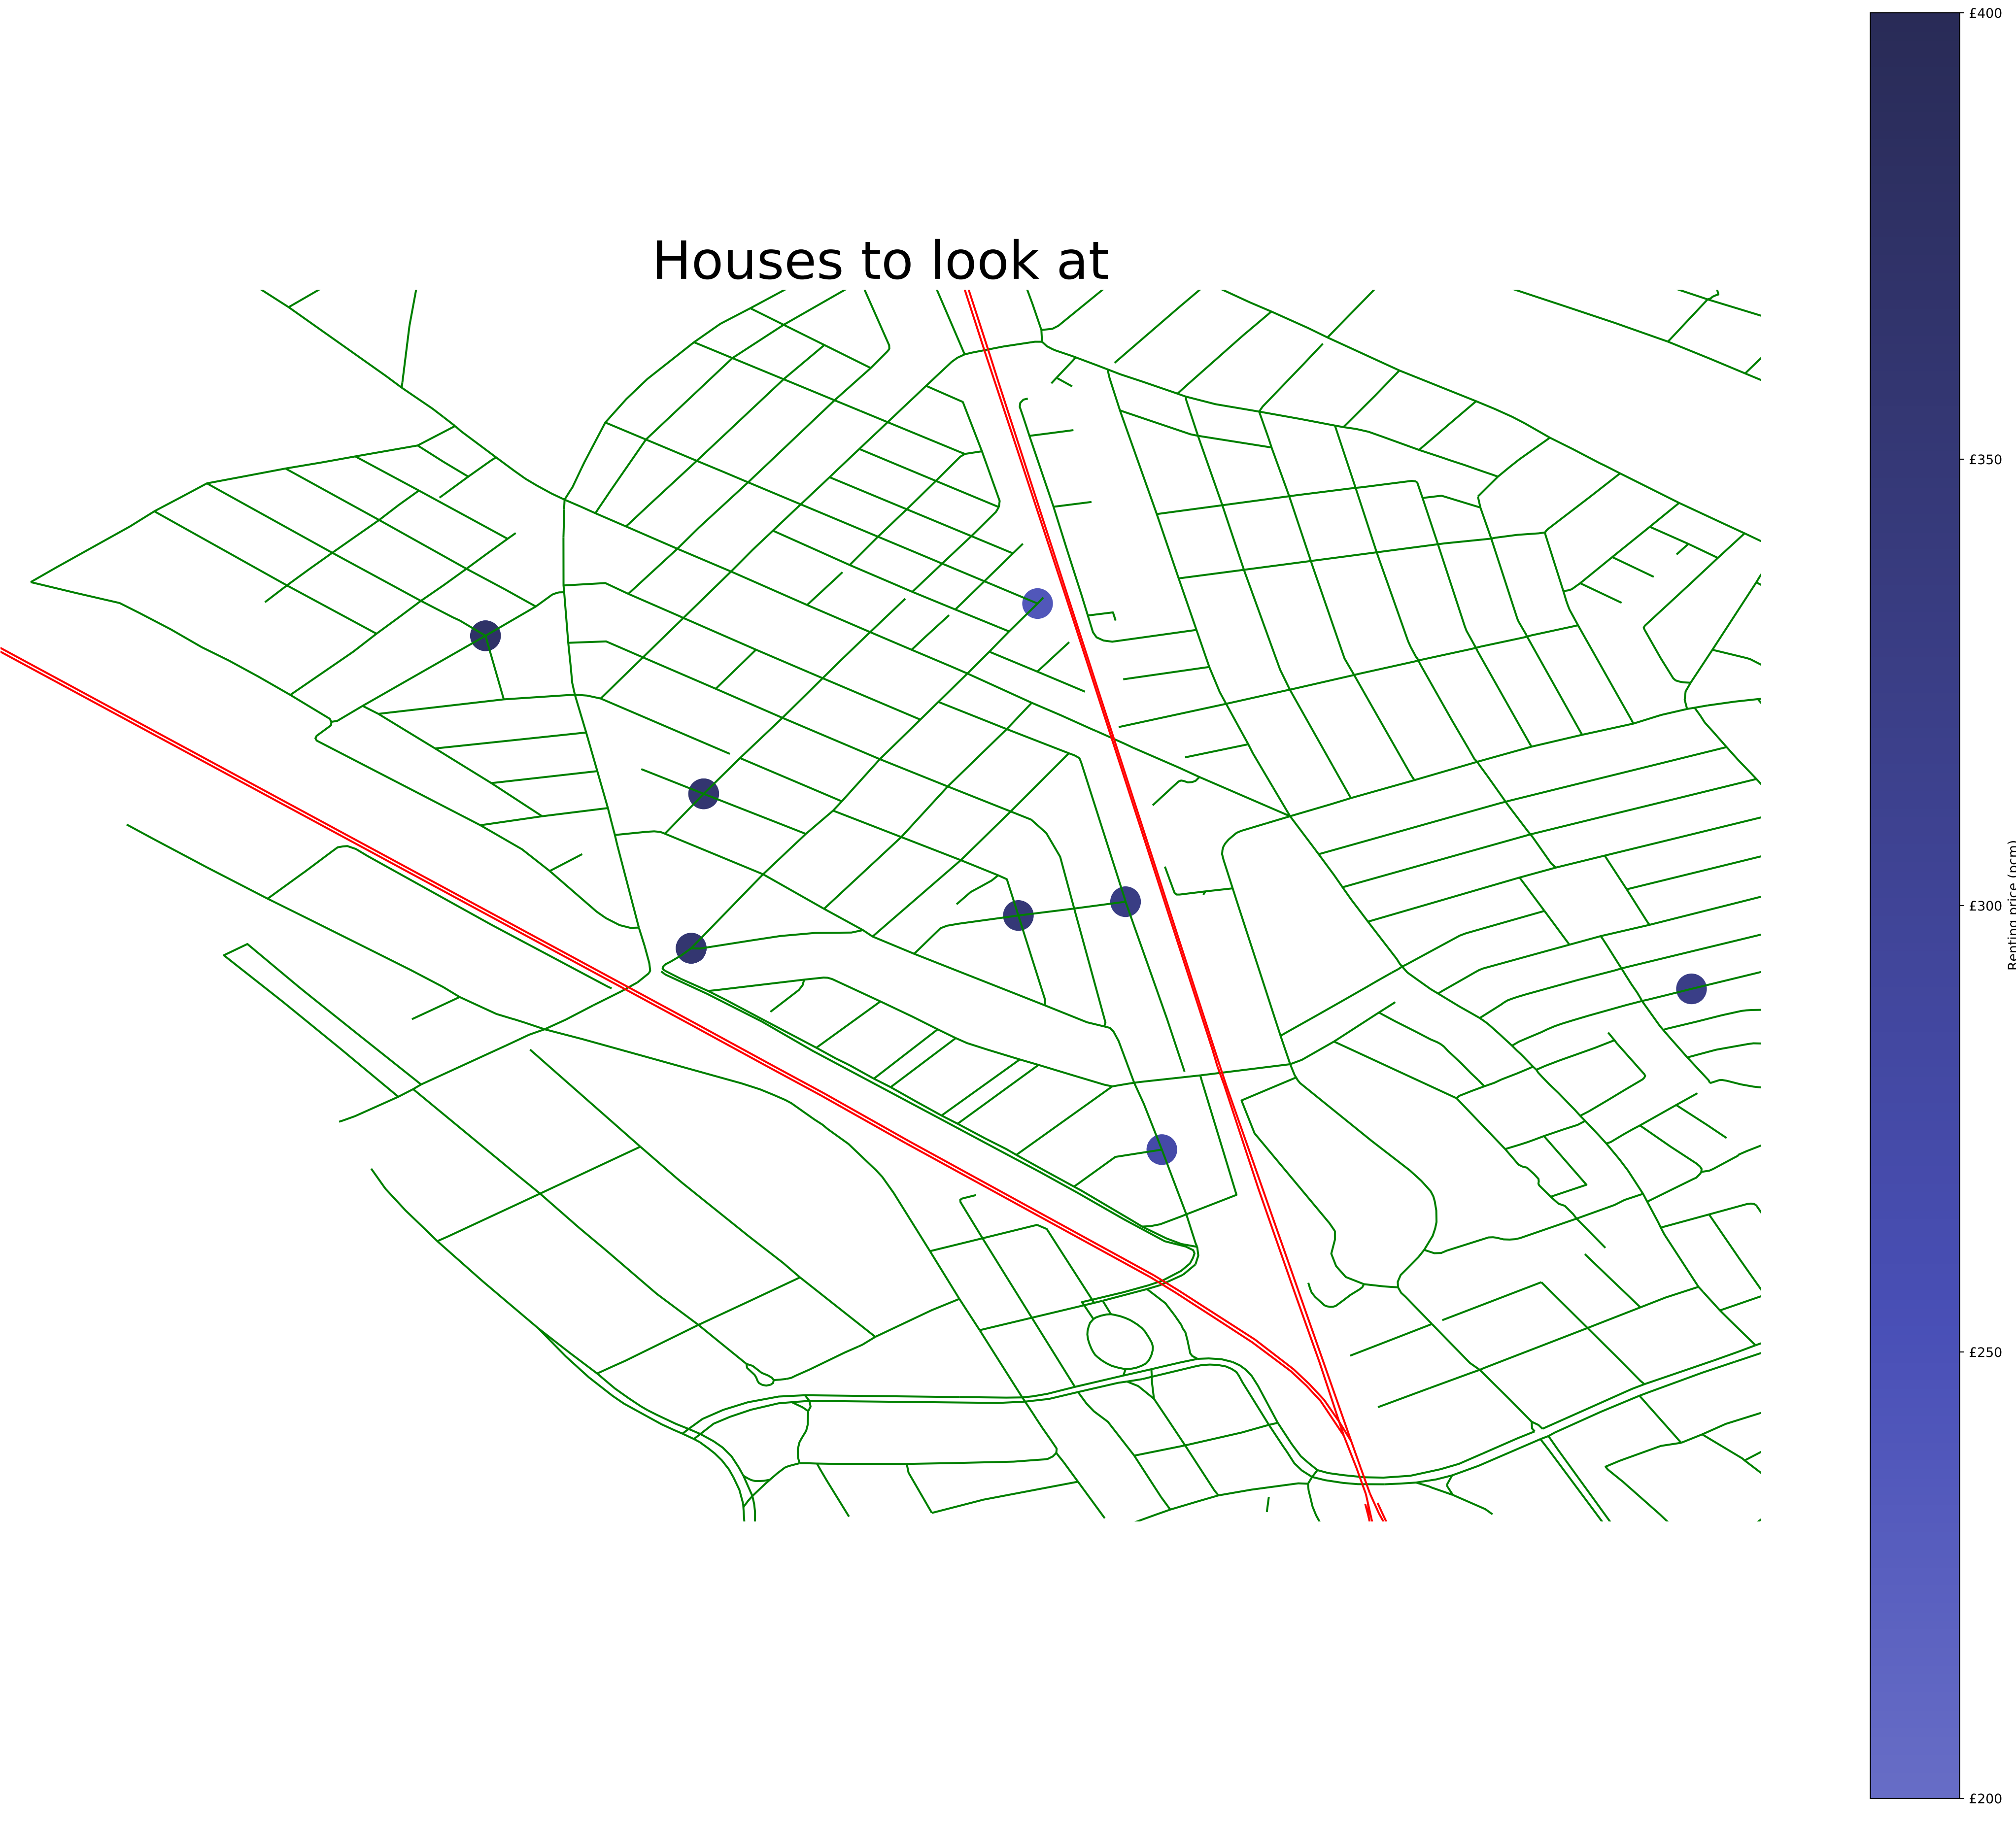 Houses to look at
£400
£350
£300
Renting price (pcm)
£250
£200